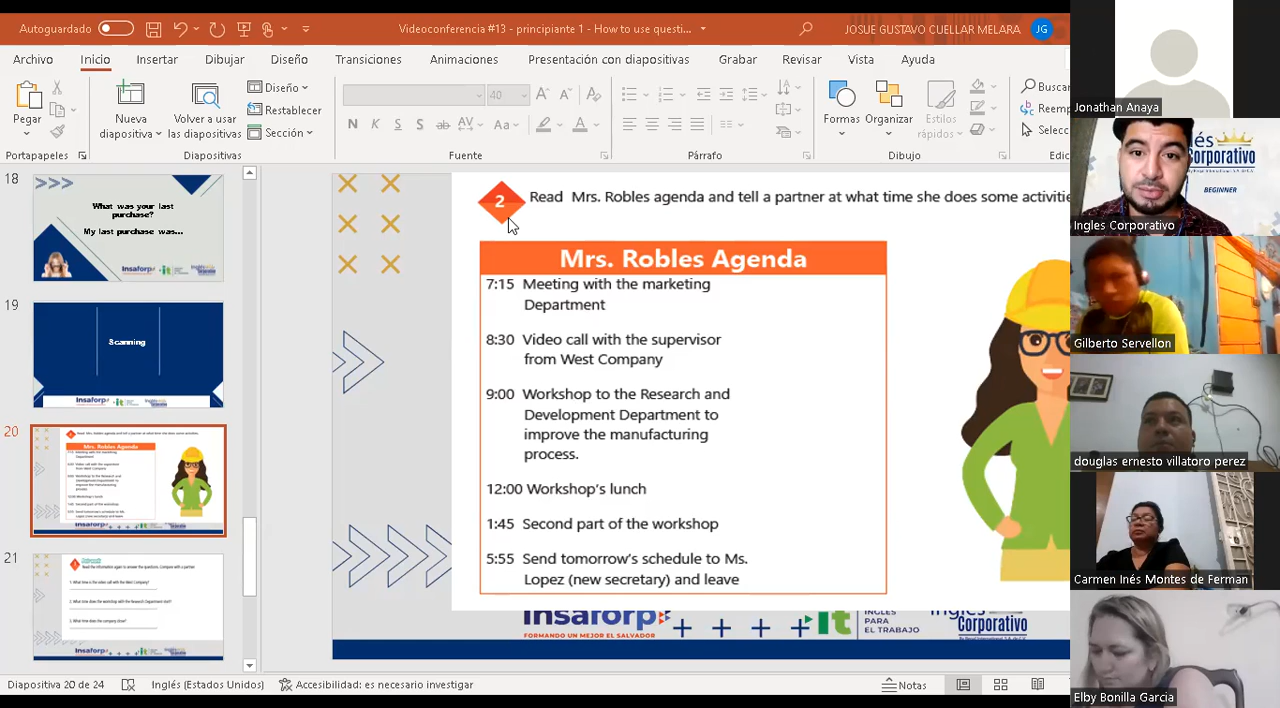 Autoguardado
Videoconferencia #13 - principiante 1 - How to use questi...
JOSUE GUSTAVO CUELLAR MELARA
JG
Archivo
Inicio
Insertar
Dibujar
Diseño
Transiciones
Animaciones
Presentación con diapositivas
Grabar
Revisar
Vista
Ayuda
Pegar
Nueva
diapositiva
Volver a usar
las diapositivas
Diseño
Restablecer
Sección
40
Formas
Organizar
Estilos
rápidos
Busca
Reemp
Selecc
Portapapeles
Diapositivas
Fuente
Párrafo
Dibujo
Edic
18
What was your last
purchase?
My last purchase was...
19
Scanning
20
21
2
Read Mrs. Robles agenda and tell a partner at what time she does some activitie
Mrs. Robles Agenda
7:15 Meeting with the marketing
Department
8:30 Video call with the supervisor
from West Company
9:00 Workshop to the Research and
Development Department to
improve the manufacturing
process.
12:00 Workshop's lunch
1:45 Second part of the workshop
5:55 Send tomorrow's schedule to Ms.
Lopez (new secretary) and leave
insaforp
FORMANDO UN MEJOR EL SALVADOR
it
INGLÉS
PARA
EL TRABAJO
Inglés
Corporativo
Diapositiva 20 de 24
Inglés (Estados Unidos)
Accesibilidad: es necesario investigar
Notas
Jonathan Anaya
lés
Corporativo
BEGINNER
Ingles Corporativo
Gilberto Servellon
douglas ernesto villatoro perez
Carmen Inés Montes de Ferman
Elby Bonilla Garcia